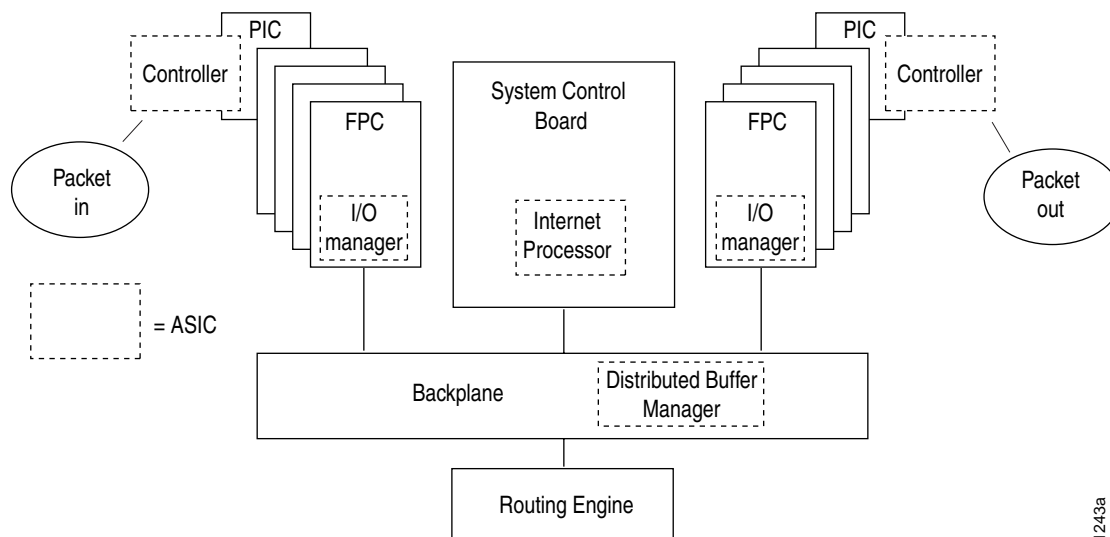 PIC
Controller
FPC
I/O
manager
Packet
in
System Control
Board
Internet
Processor
PIC
Controller
FPC
I/O
manager
Packet
out
= ASIC
Backplane
Distributed Buffer
Manager
Routing Engine
1243a